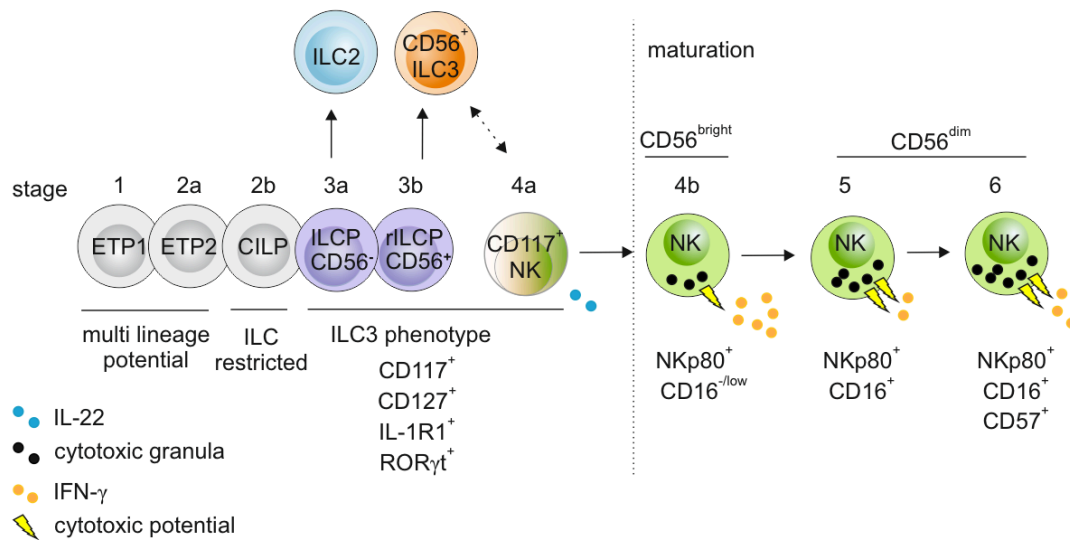 ILC2
CD56⁺
ILC3
maturation
CD56ᵇʳⁱᵍʰᵗ
CD56ᵈⁱᵐ
stage 1 2a 2b 3a 3b 4a 4b 5 6
ETP1
ETP2
CILP
ILCP
CD56⁻
rILCP
CD56⁺
CD117⁺
NK
NK
NK
NK
multi lineage
potential
ILC
restricted
ILC3 phenotype
CD117⁺
CD127⁺
IL-1R1⁺
RORγt⁺
NKp80⁺
CD16⁻/ˡᵒʷ
NKp80⁺
CD16⁺
NKp80⁺
CD16⁺
CD57⁺
IL-22
cytotoxic granula
IFN-γ
cytotoxic potential